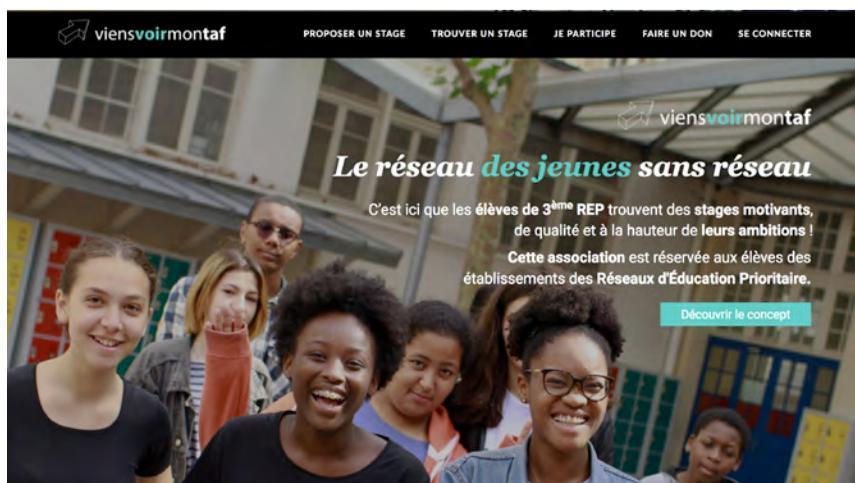 viensvoirmontaf
PROPOSER UN STAGE TROUVER UN STAGE JE PARTICIPE FAIRE UN DON SE CONNECTER
viensvoirmontaf
Le réseau des jeunes sans réseau
C'est ici que les élèves de 3ème REP trouvent des stages motivants,
de qualité et à la hauteur de leurs ambitions !
Cette association est réservée aux élèves des
établissements des Réseaux d'Éducation Prioritaire.
Découvrir le concept